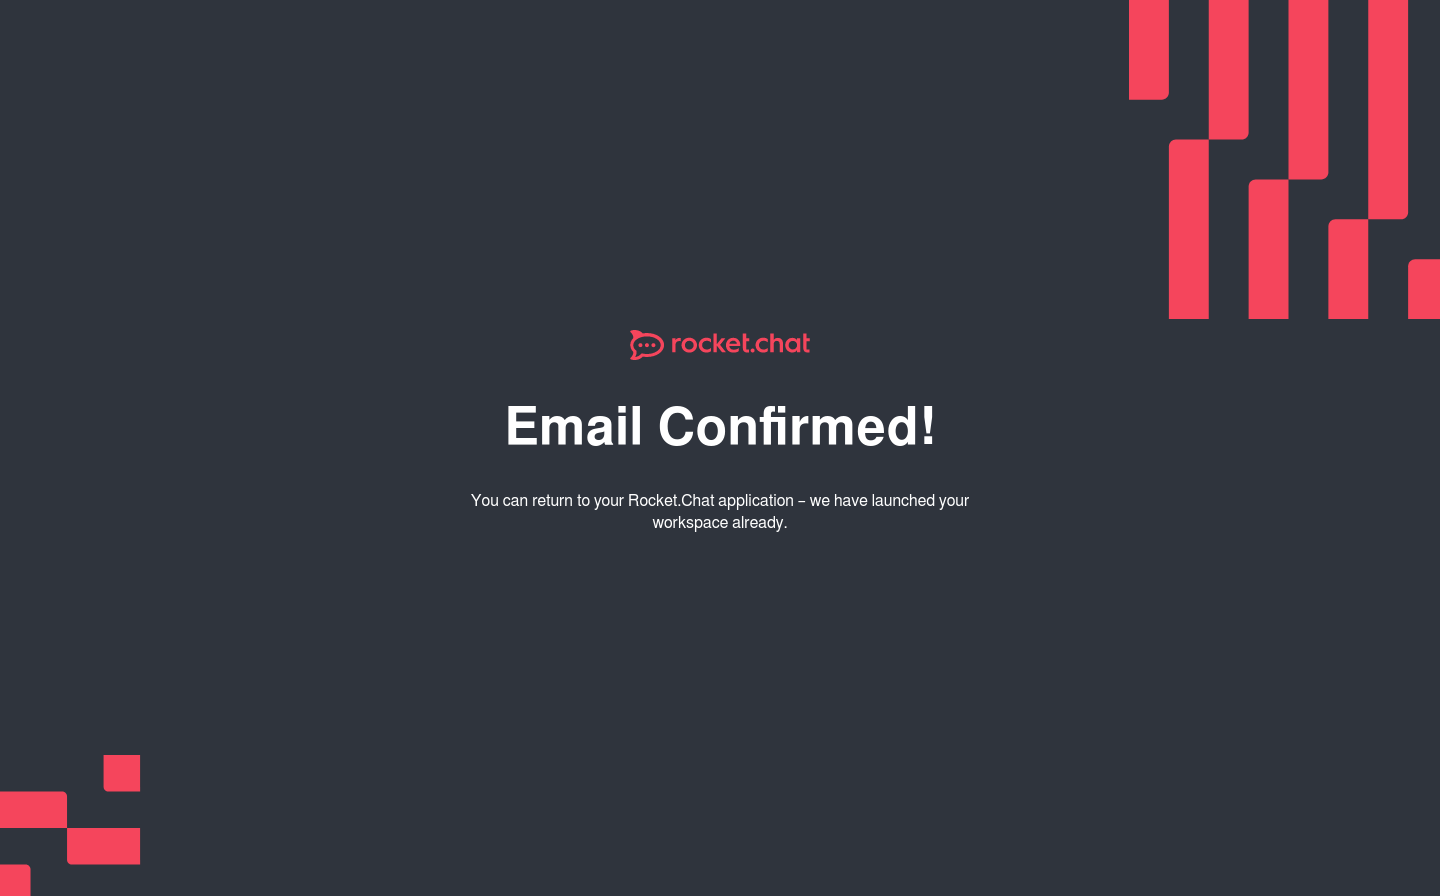 rocket.chat
Email Confirmed!
You can return to your Rocket.Chat application – we have launched your
workspace already.